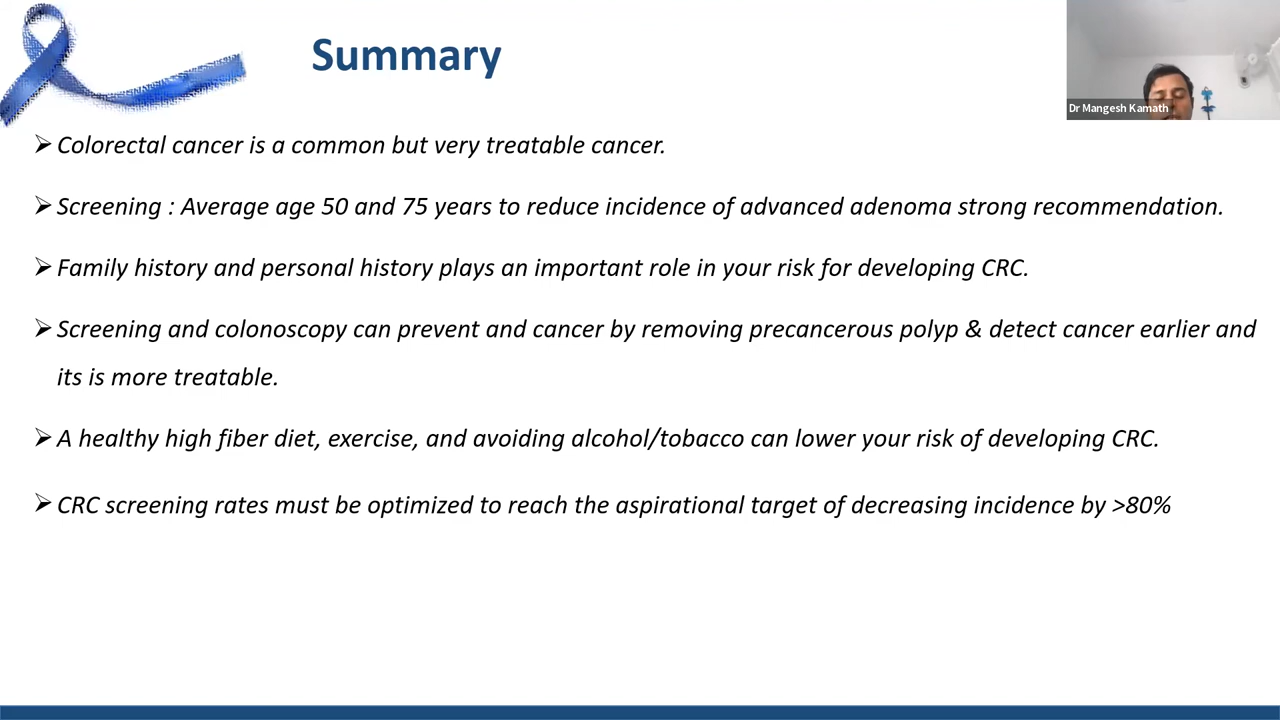 Summary
Dr Mangesh Kamath
Colorectal cancer is a common but very treatable cancer.
Screening : Average age 50 and 75 years to reduce incidence of advanced adenoma strong recommendation.
Family history and personal history plays an important role in your risk for developing CRC.
Screening and colonoscopy can prevent and cancer by removing precancerous polyp & detect cancer earlier and
its is more treatable.
A healthy high fiber diet, exercise, and avoiding alcohol/tobacco can lower your risk of developing CRC.
CRC screening rates must be optimized to reach the aspirational target of decreasing incidence by >80%